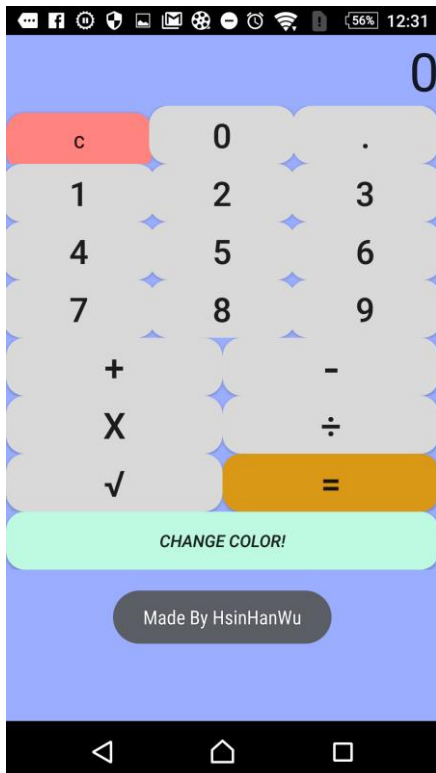 56% 12:31
0
c 0 .
1 2 3
4 5 6
7 8 9
+ -
X ÷
√ =
CHANGE COLOR!
Made By HsinHanWu